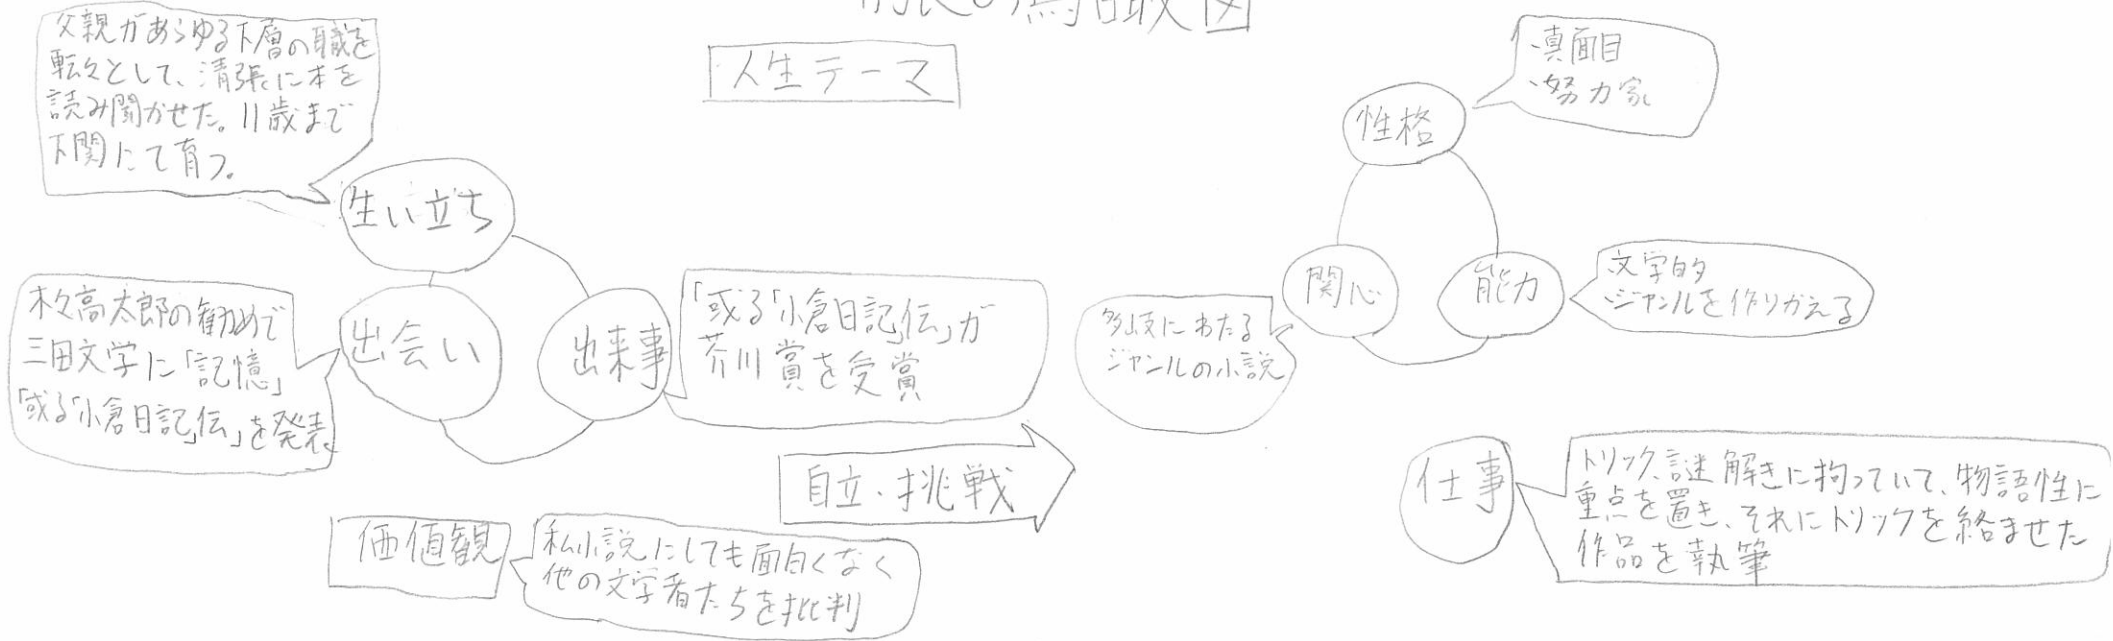 の鳥瞰図
人生テーマ
父親があらゆる下層の職を
転々として、清張に本を
読み聞かせた。11歳まで
下関にて育つ。
生い立ち
木々高太郎の勧めで
三田文学に「記憶」
「或る「小倉日記」伝」を発表
出会い
出来事
「或る「小倉日記」伝」が
芥川賞を受賞
自立・挑戦
価値観
私小説にしても面白くなく
他の文学者たちを批判
・真面目
・努力家
性格
関心
能力
多岐にわたる
ジャンルの小説
・文学的
・ジャンルを作りかえる
仕事
トリック、謎解きに拘っていて、物語性に
重点を置き、それにトリックを絡ませた
作品を執筆